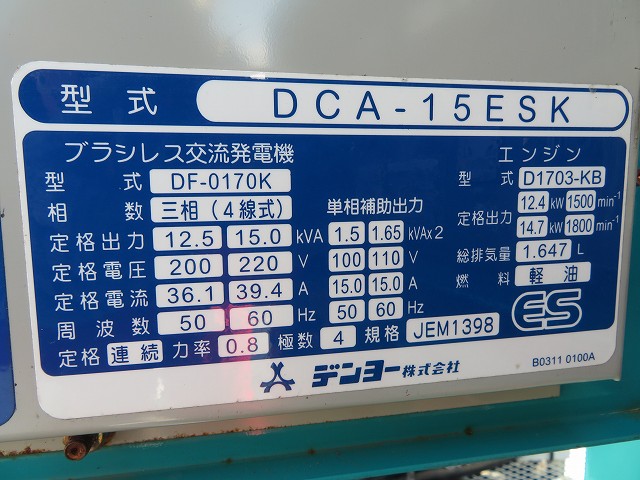 型式 DCA-15ESK
ブラシレス交流発電機 エンジン
型式 DF-0170K 型式 D1703-KB
相数 三相(4線式) 単相補助出力 定格出力 12.4 kW 1500 min⁻¹
定格出力 12.5 15.0 kVA 1.5 1.65 kVAx2 14.7 kW 1800 min⁻¹
定格電圧 200 220 V 100 110 V 総排気量 1.647 L
定格電流 36.1 39.4 A 15.0 15.0 A 燃料 軽油
周波数 50 60 Hz 50 60 Hz ES
定格 連続 力率 0.8 極数 4 規格 JEM1398
デンヨー株式会社 B0311 0100A